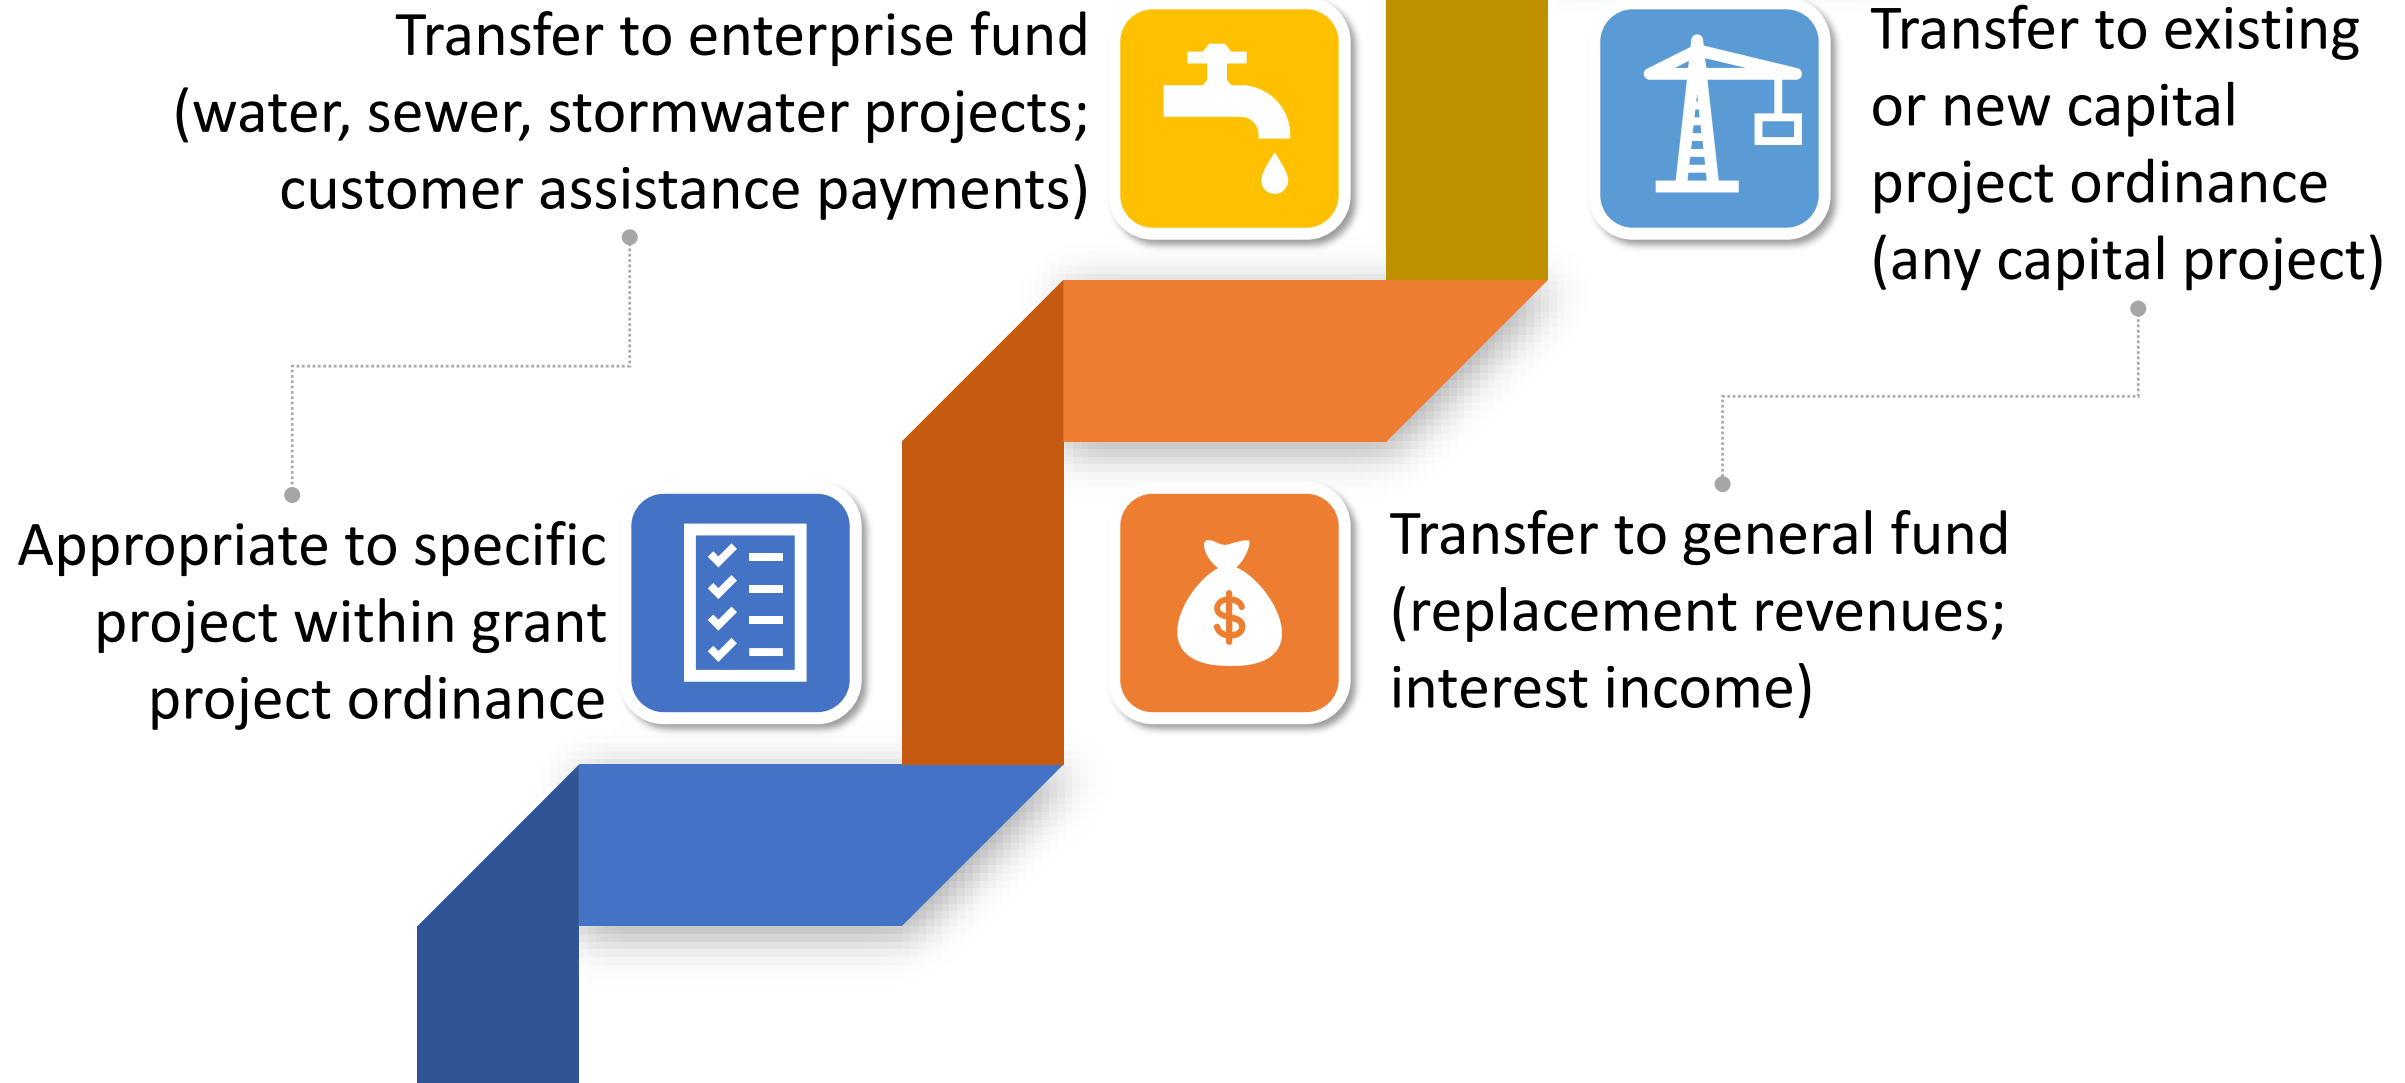 Transfer to enterprise fund
(water, sewer, stormwater projects;
customer assistance payments)
Transfer to existing
or new capital
project ordinance
(any capital project)
Appropriate to specific
project within grant
project ordinance
$
Transfer to general fund
(replacement revenues;
interest income)